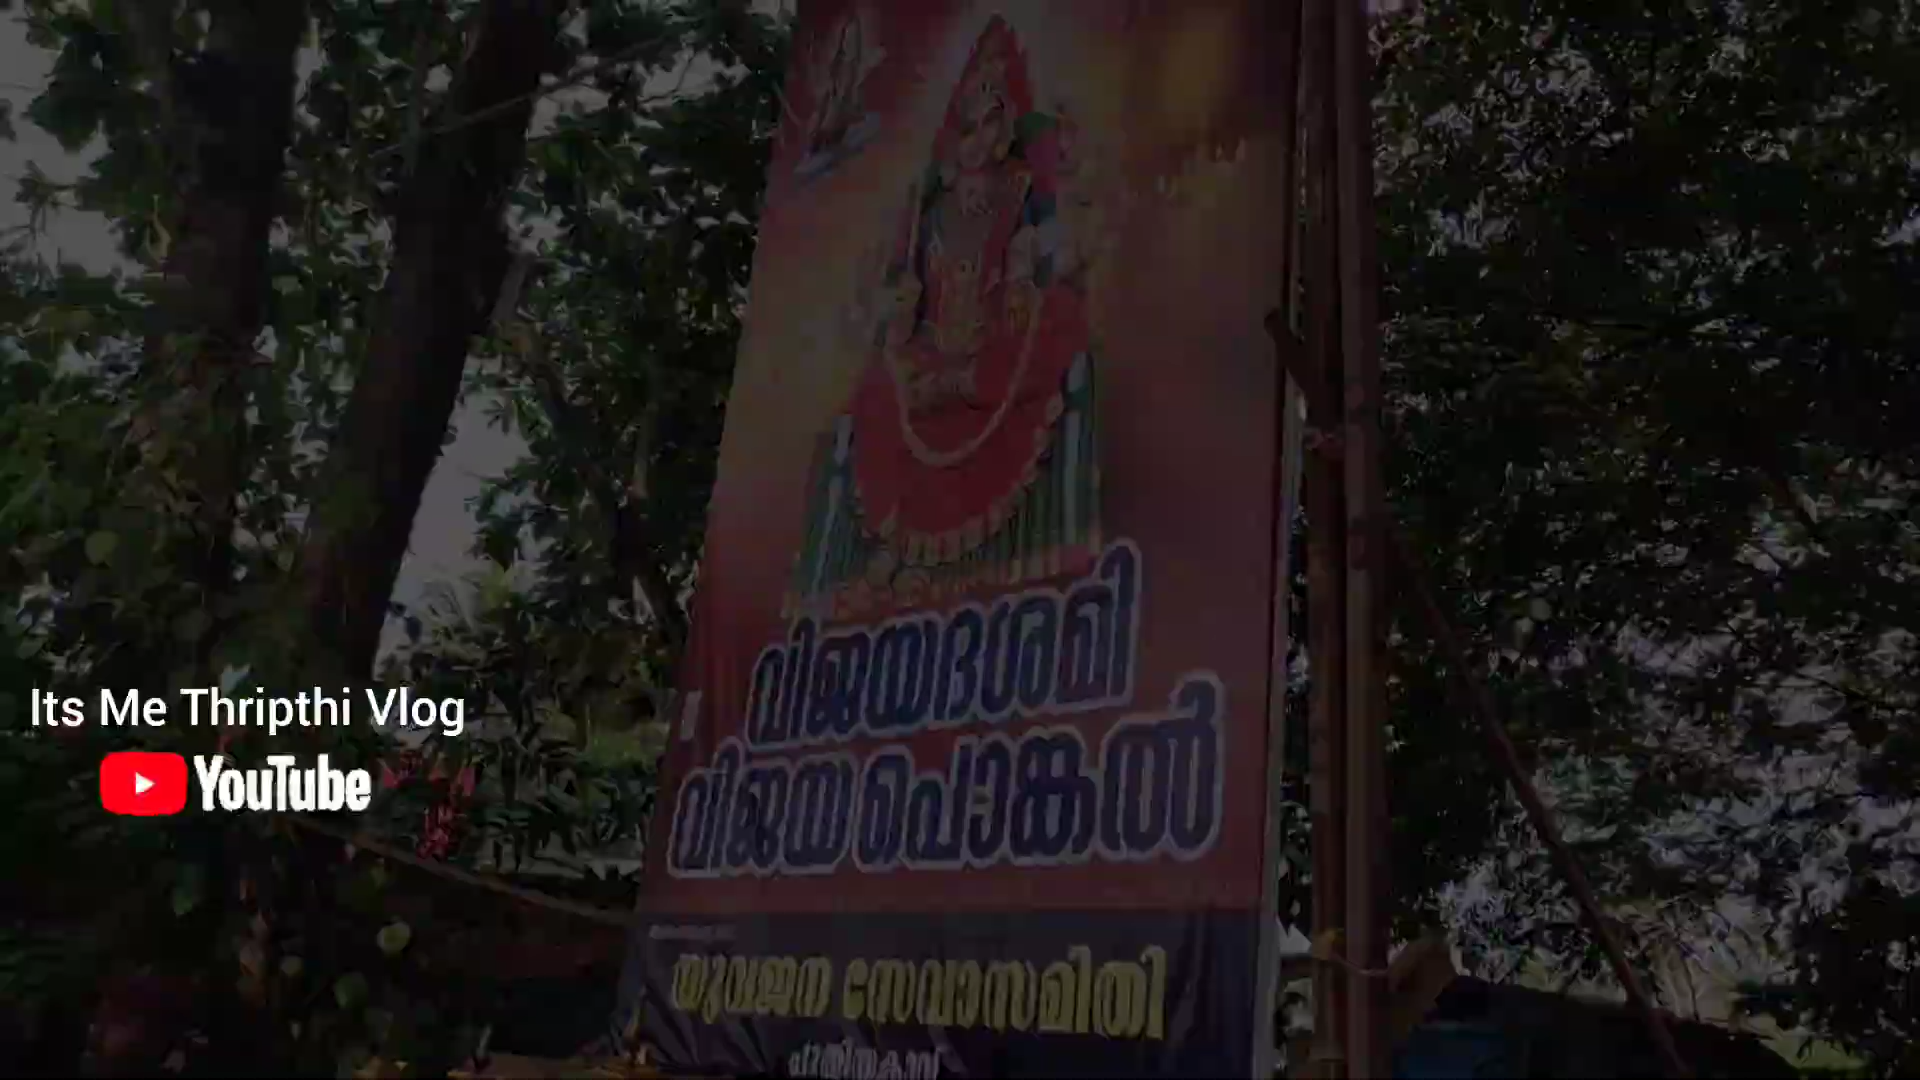 വിജയദശമി
വിജയ പൊങ്കൽ
യുവജന സേവാസമിതി
Its Me Thripthi Vlog
YouTube